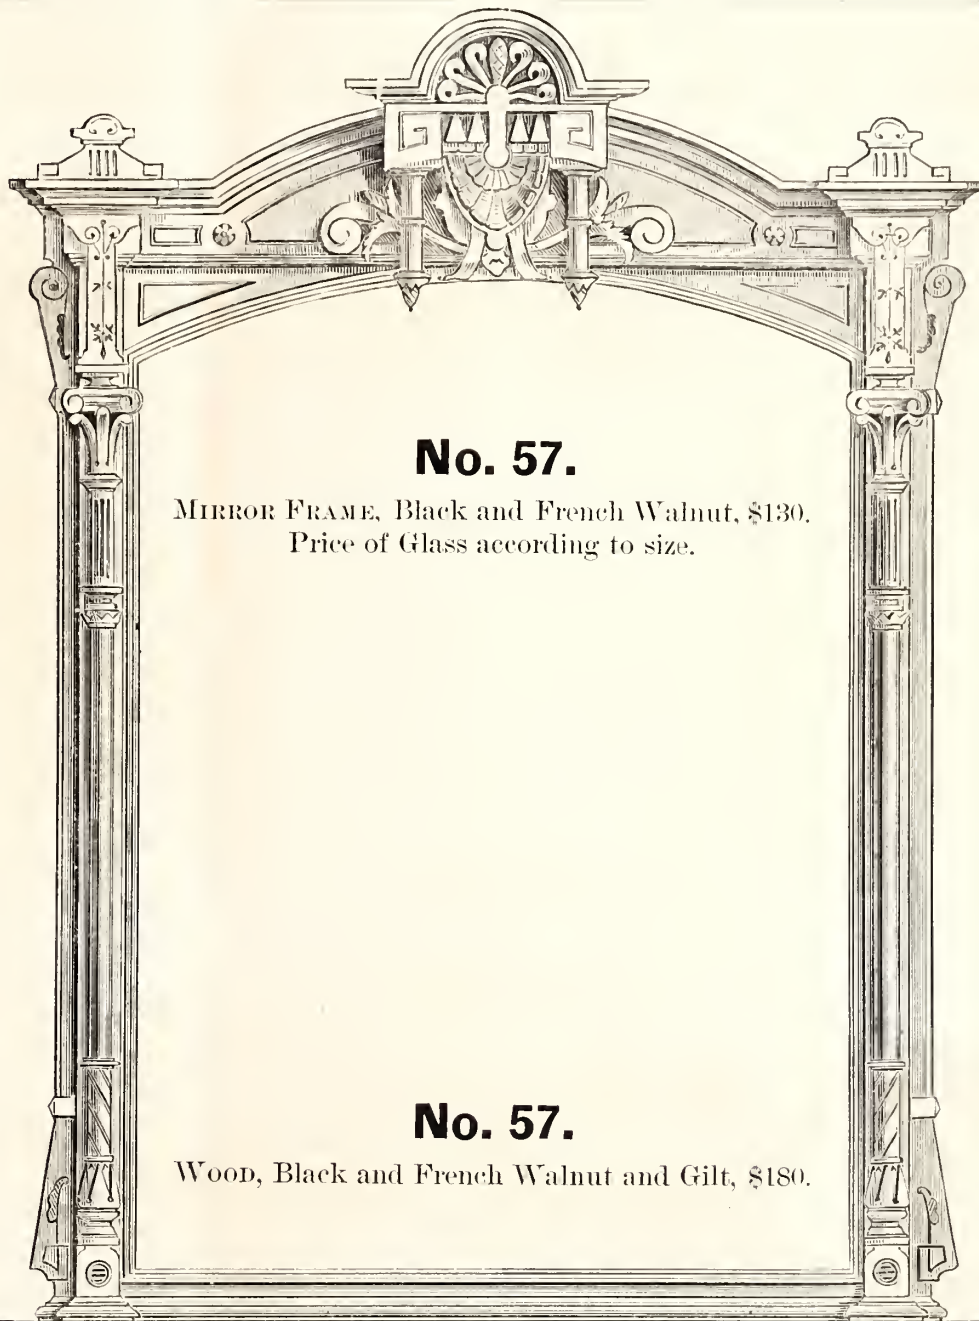 No. 57.
MIRROR FRAME, Black and French Walnut, $130.
Price of Glass according to size.
No. 57.
WOOD, Black and French Walnut and Gilt, $180.